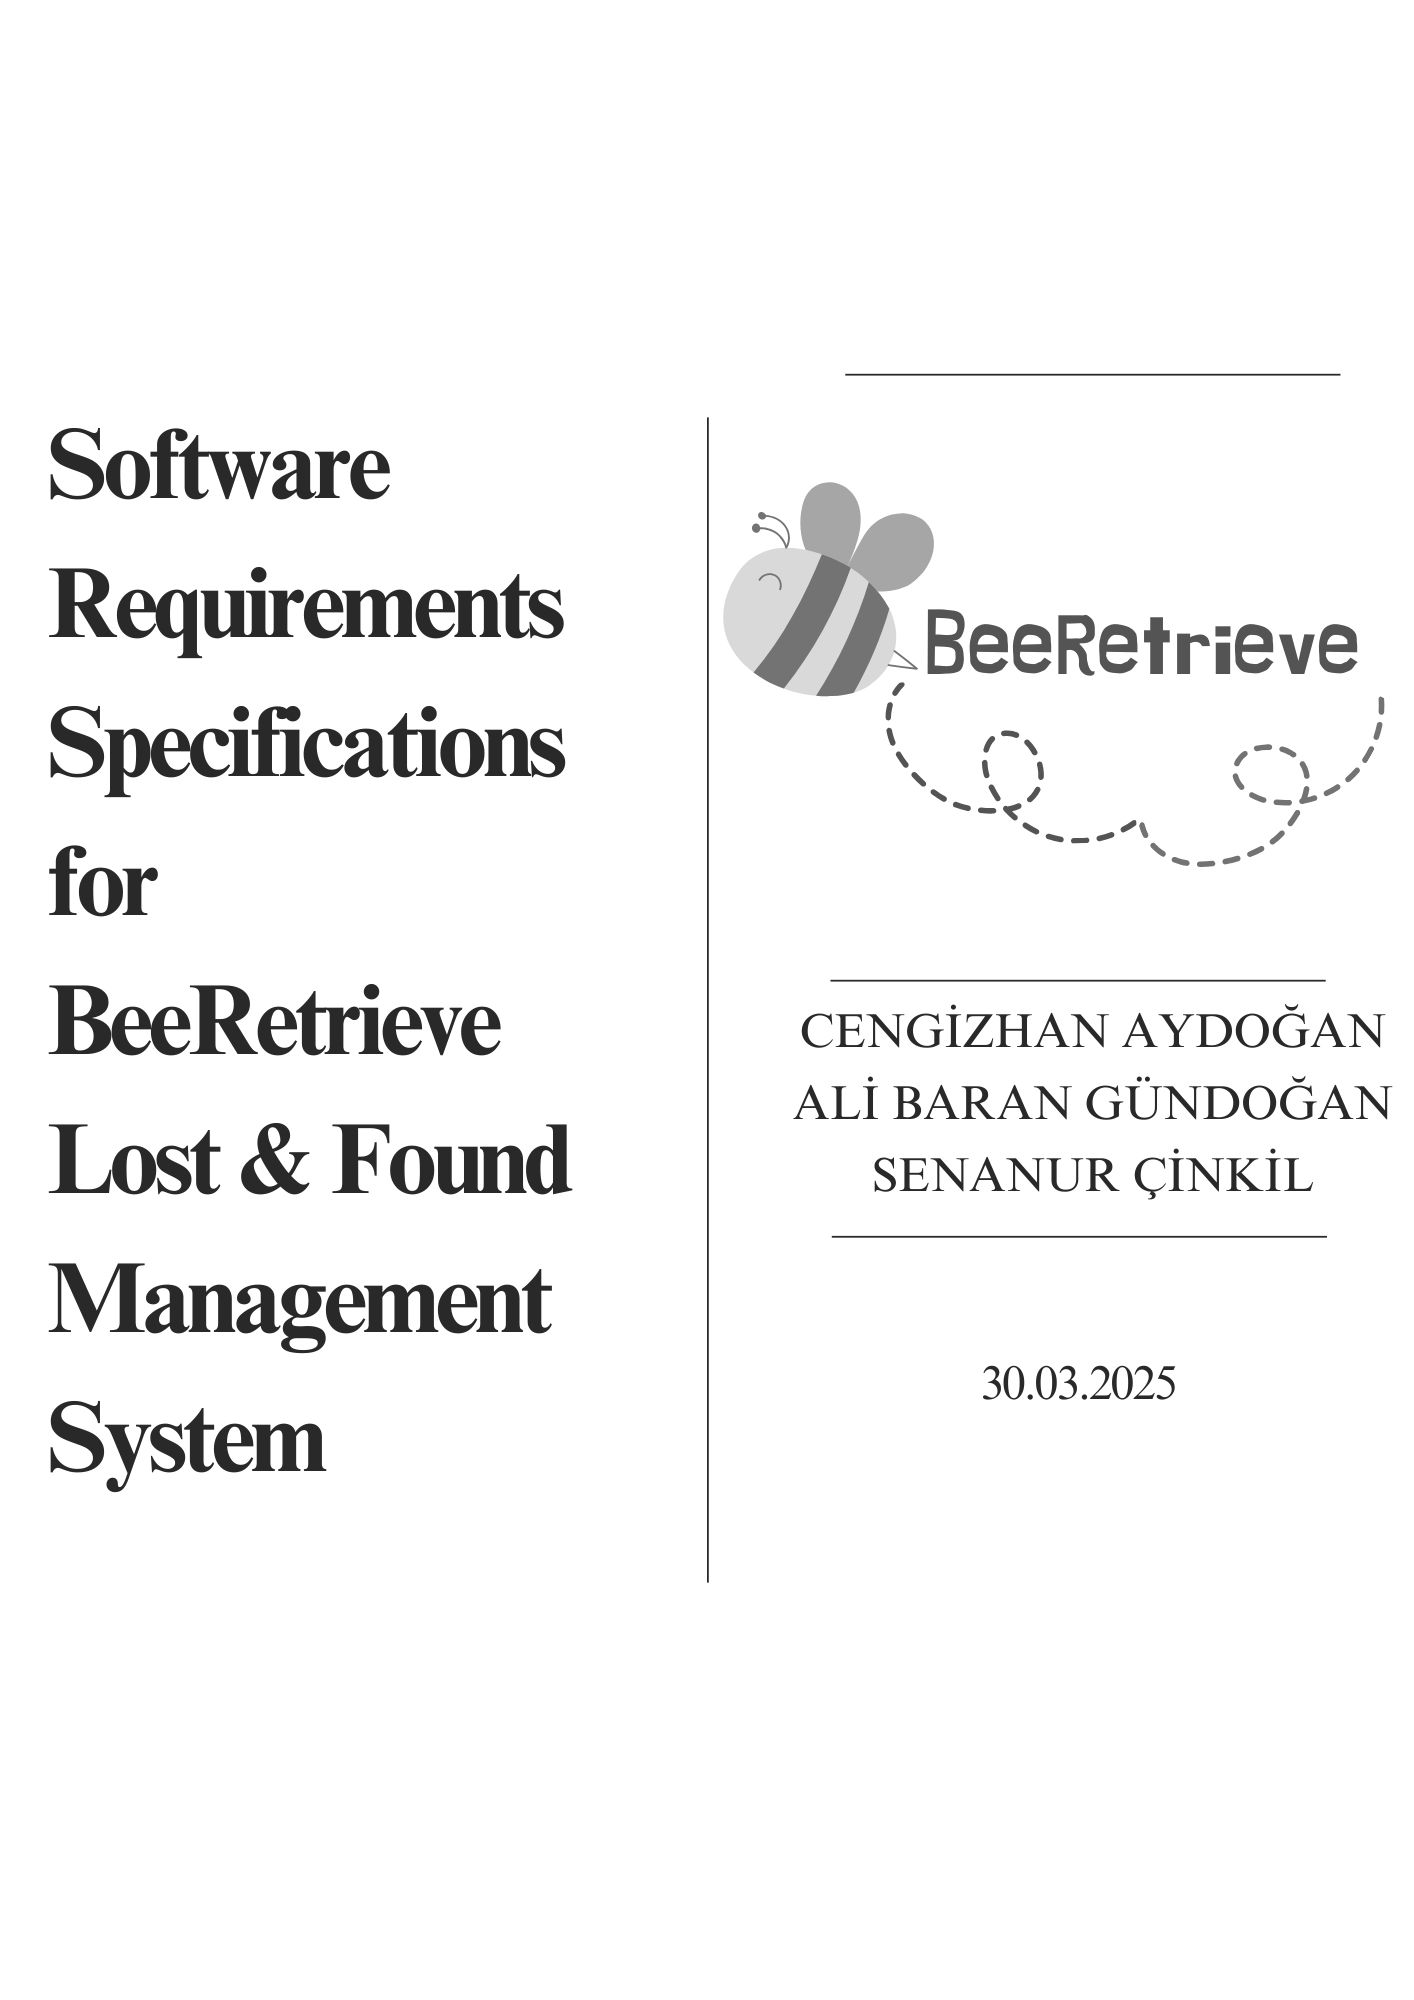 Software
Requirements
Specifications
for
BeeRetrieve
Lost & Found
Management
System
BeeRetrieve
CENGİZHAN AYDOĞAN
ALİ BARAN GÜNDOĞAN
SENANUR ÇİNKİL
30.03.2025